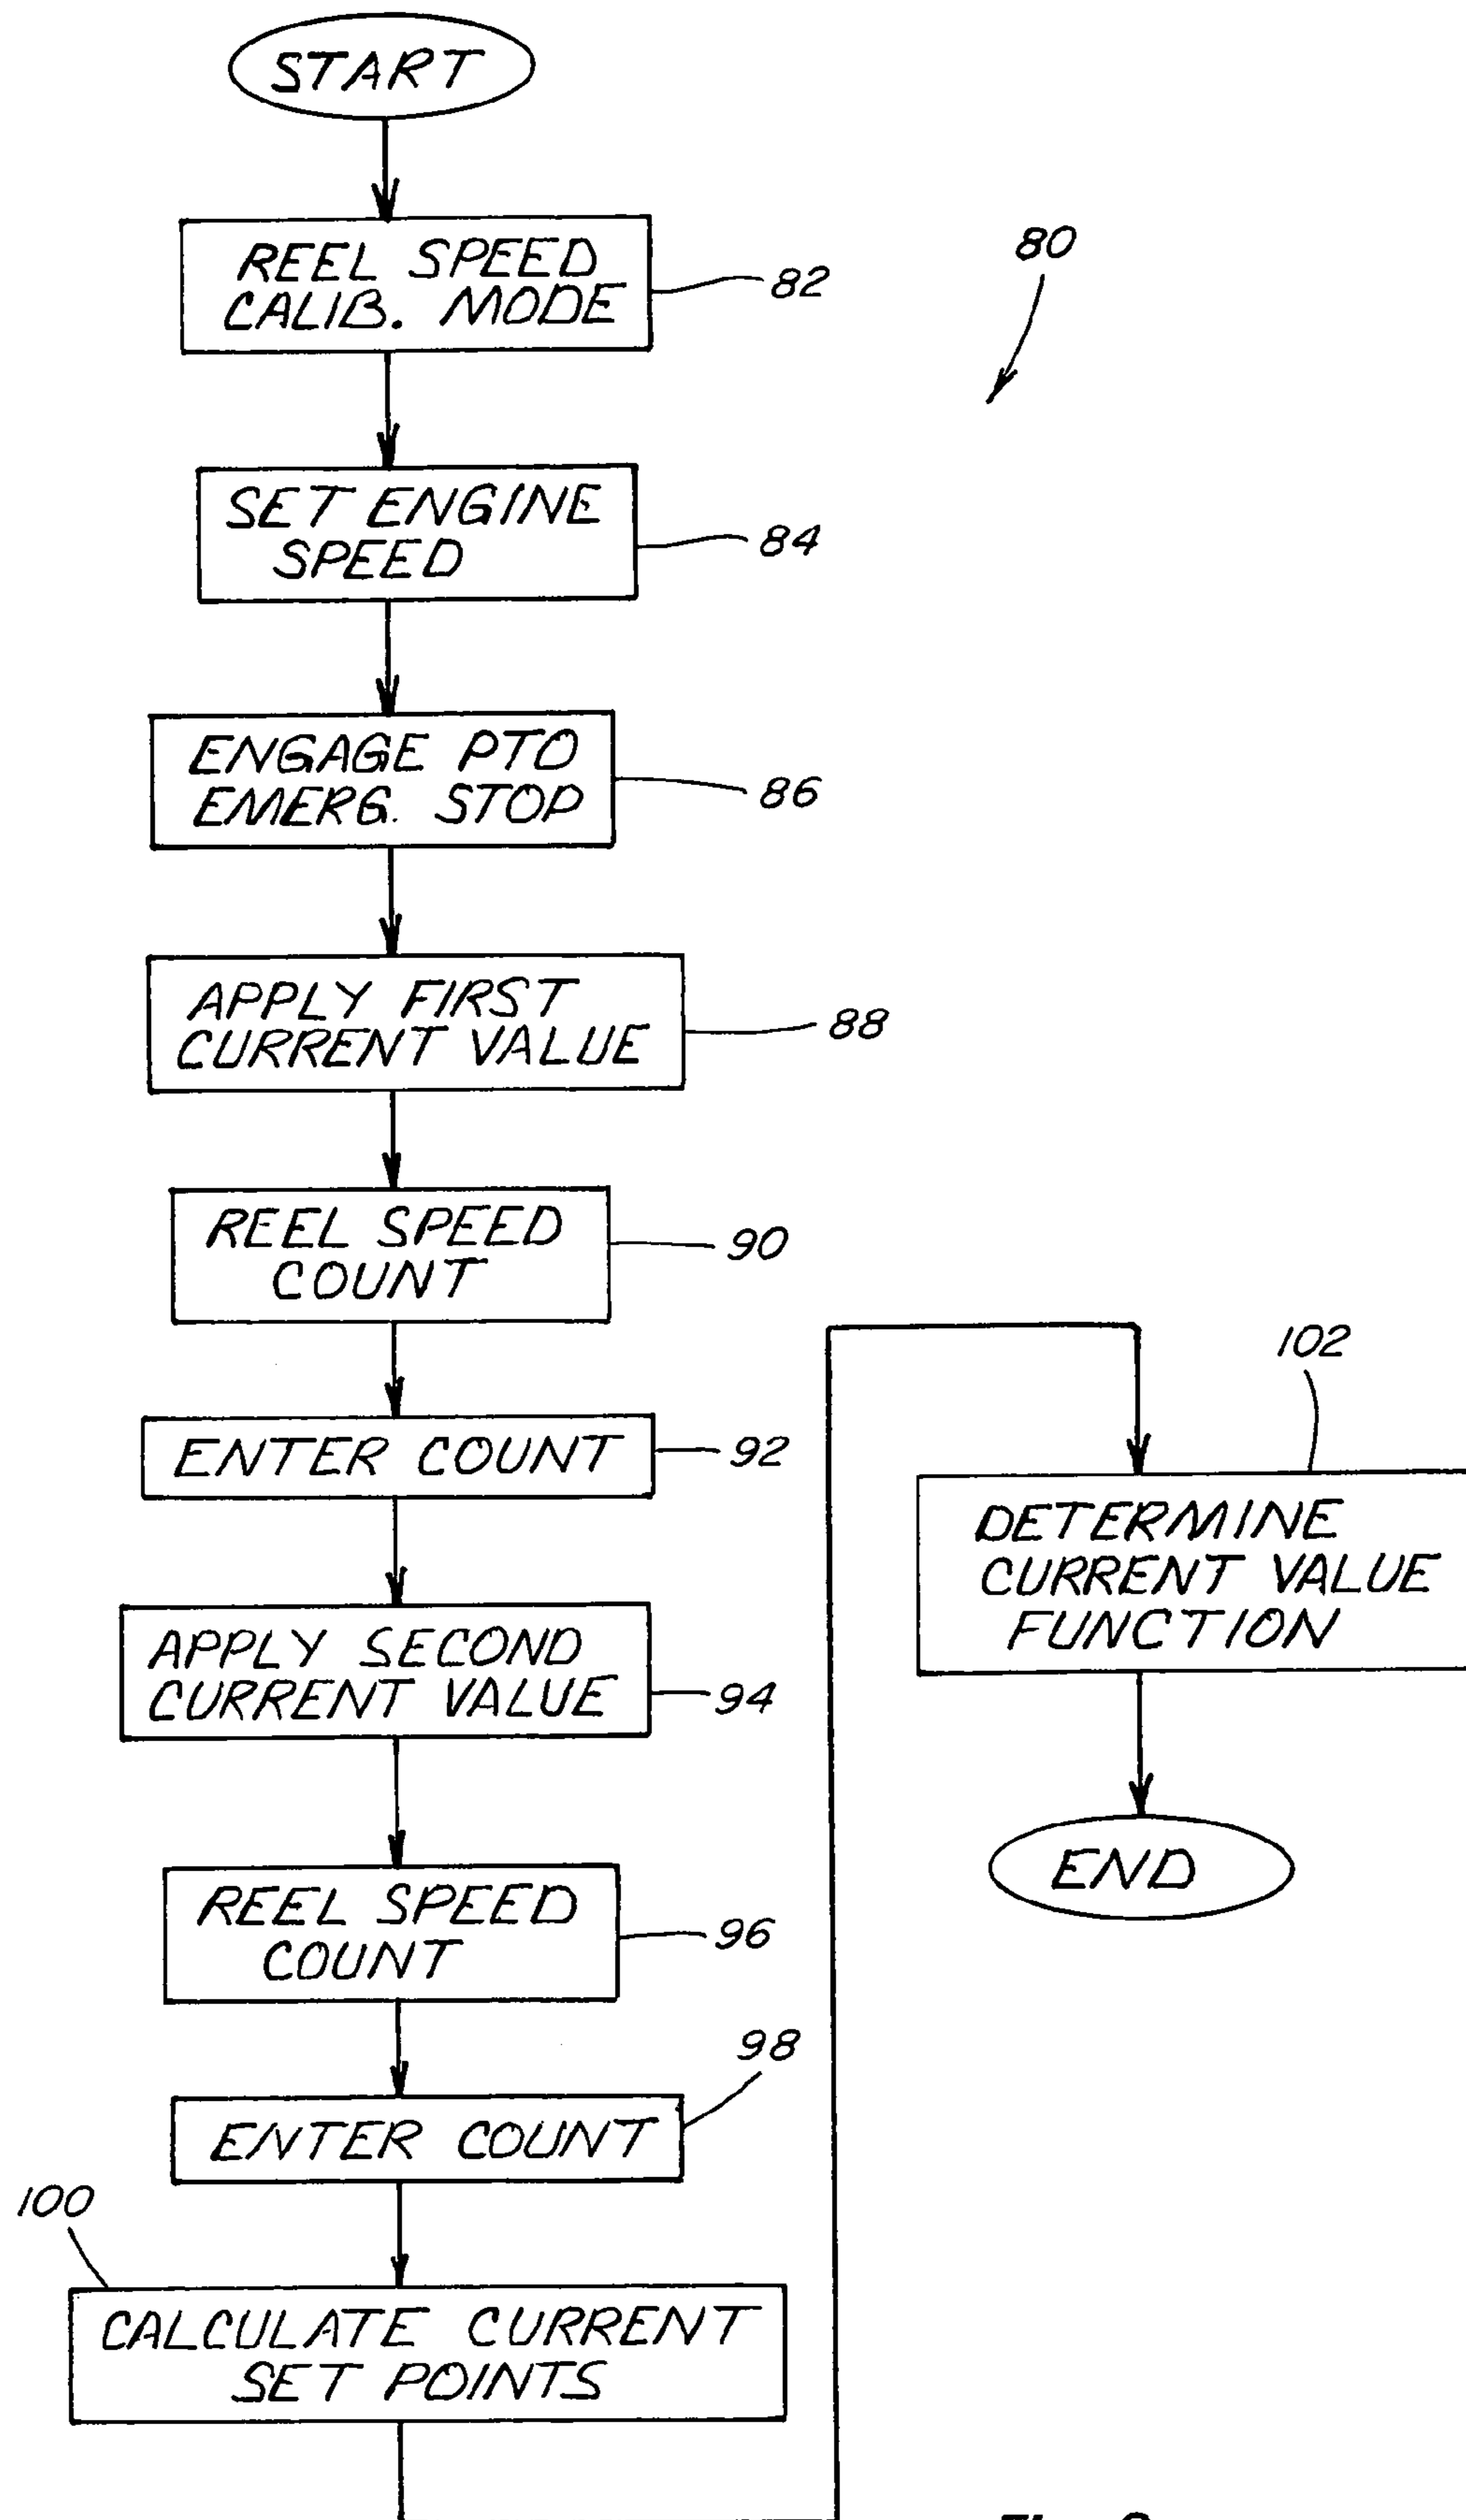 START
REEL SPEED
CALIB. MODE
82
80
SET ENGINE
SPEED
84
ENGAGE PTO
EMERG. STOP
86
APPLY FIRST
CURRENT VALUE
88
REEL SPEED
COUNT
90
ENTER COUNT
92
APPLY SECOND
CURRENT VALUE
94
REEL SPEED
COUNT
96
98
ENTER COUNT
100
CALCULATE CURRENT
SET POINTS
102
DETERMINE
CURRENT VALUE
FUNCTION
END